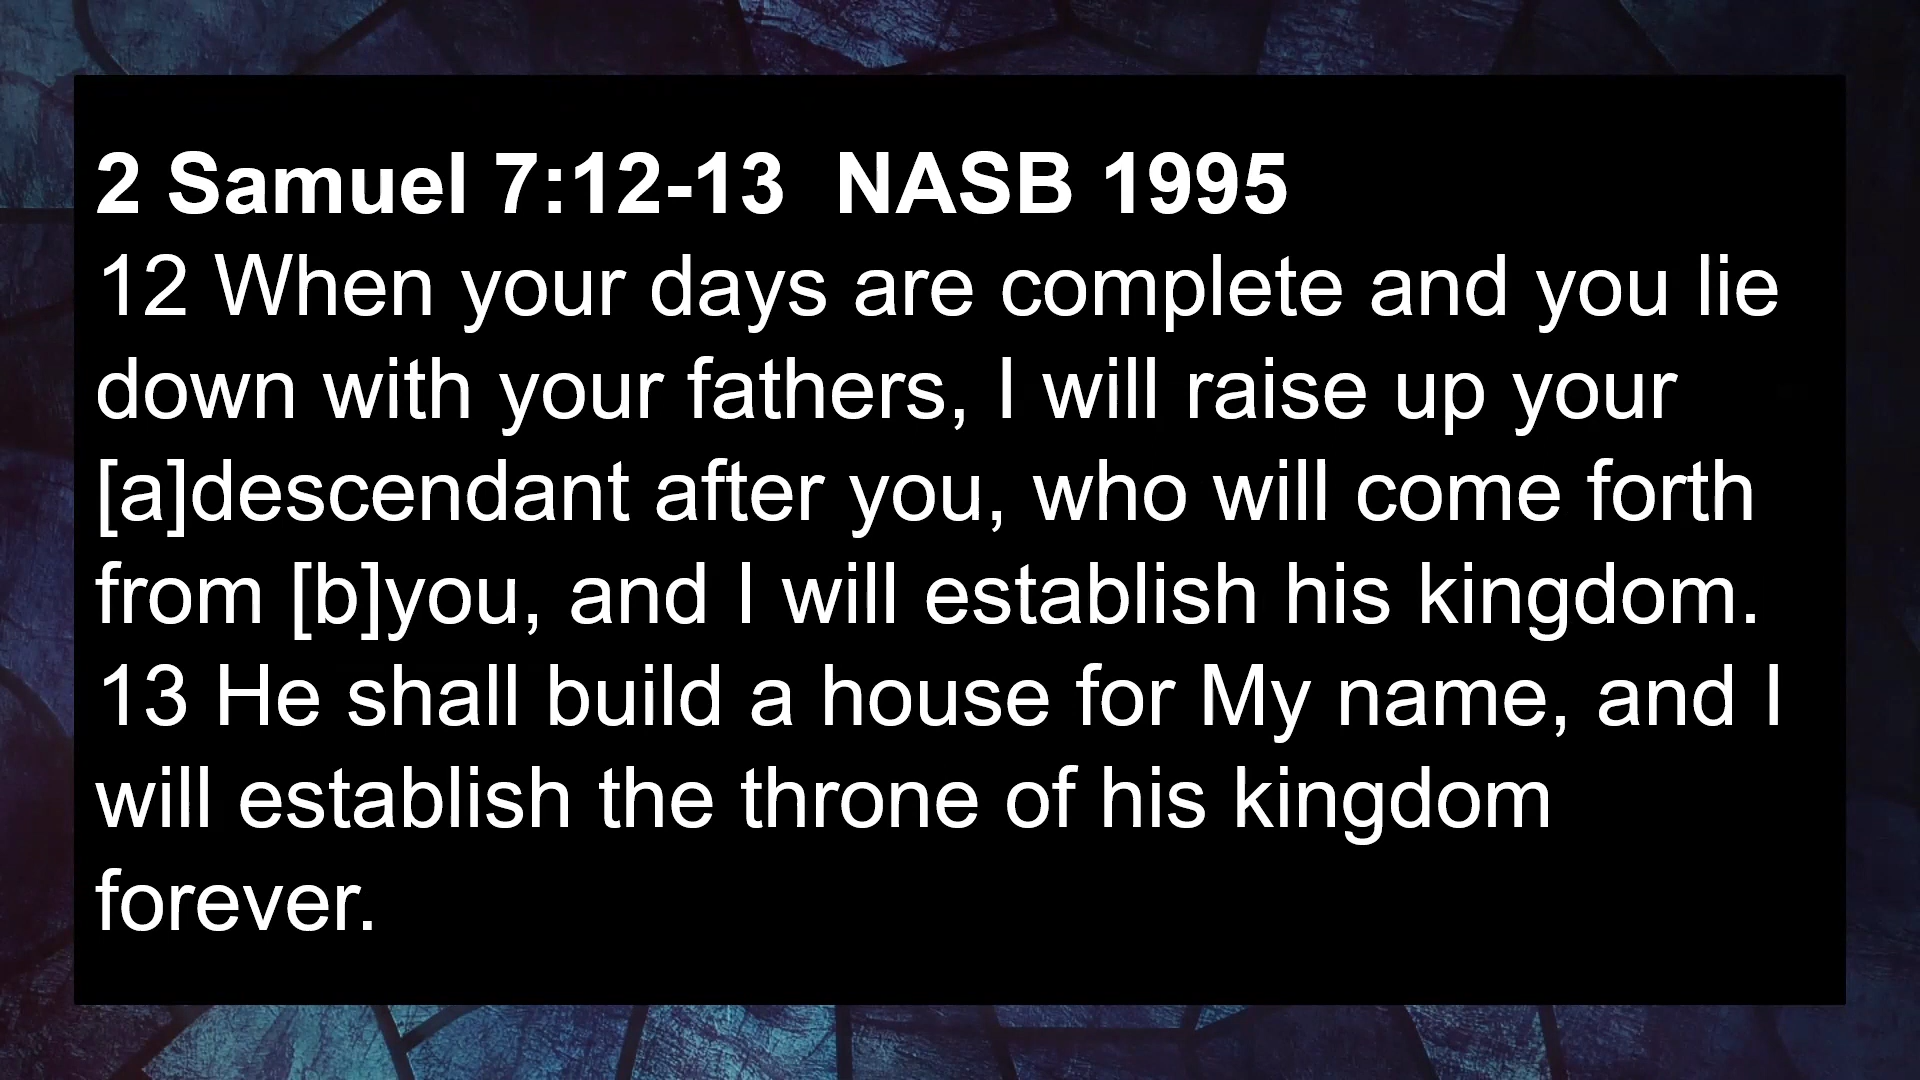 2 Samuel 7:12-13  NASB 1995
12 When your days are complete and you lie
down with your fathers, I will raise up your
[a]descendant after you, who will come forth
from [b]you, and I will establish his kingdom.
13 He shall build a house for My name, and I
will establish the throne of his kingdom
forever.